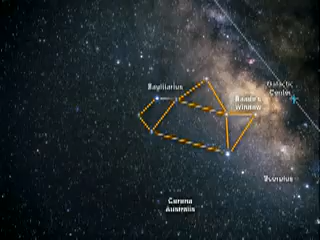 Sagittarius
Galactic
Center
Baade's
Window
Scorpius
Corona
Australis